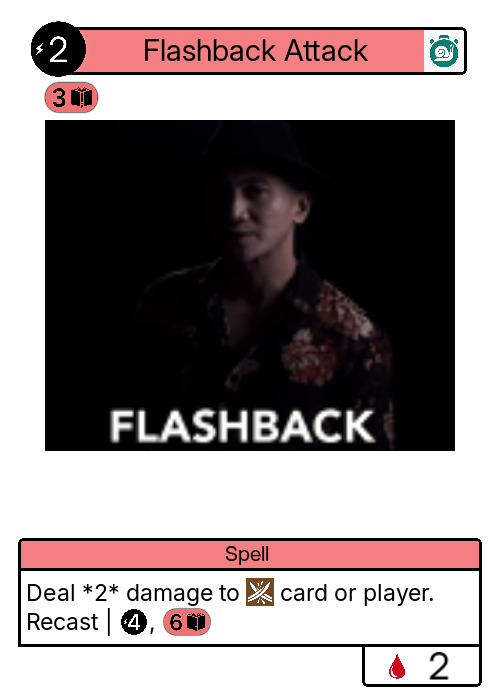 2 Flashback Attack
3
FLASHBACK
Spell
Deal *2* damage to card or player.
Recast | 4, 6
2